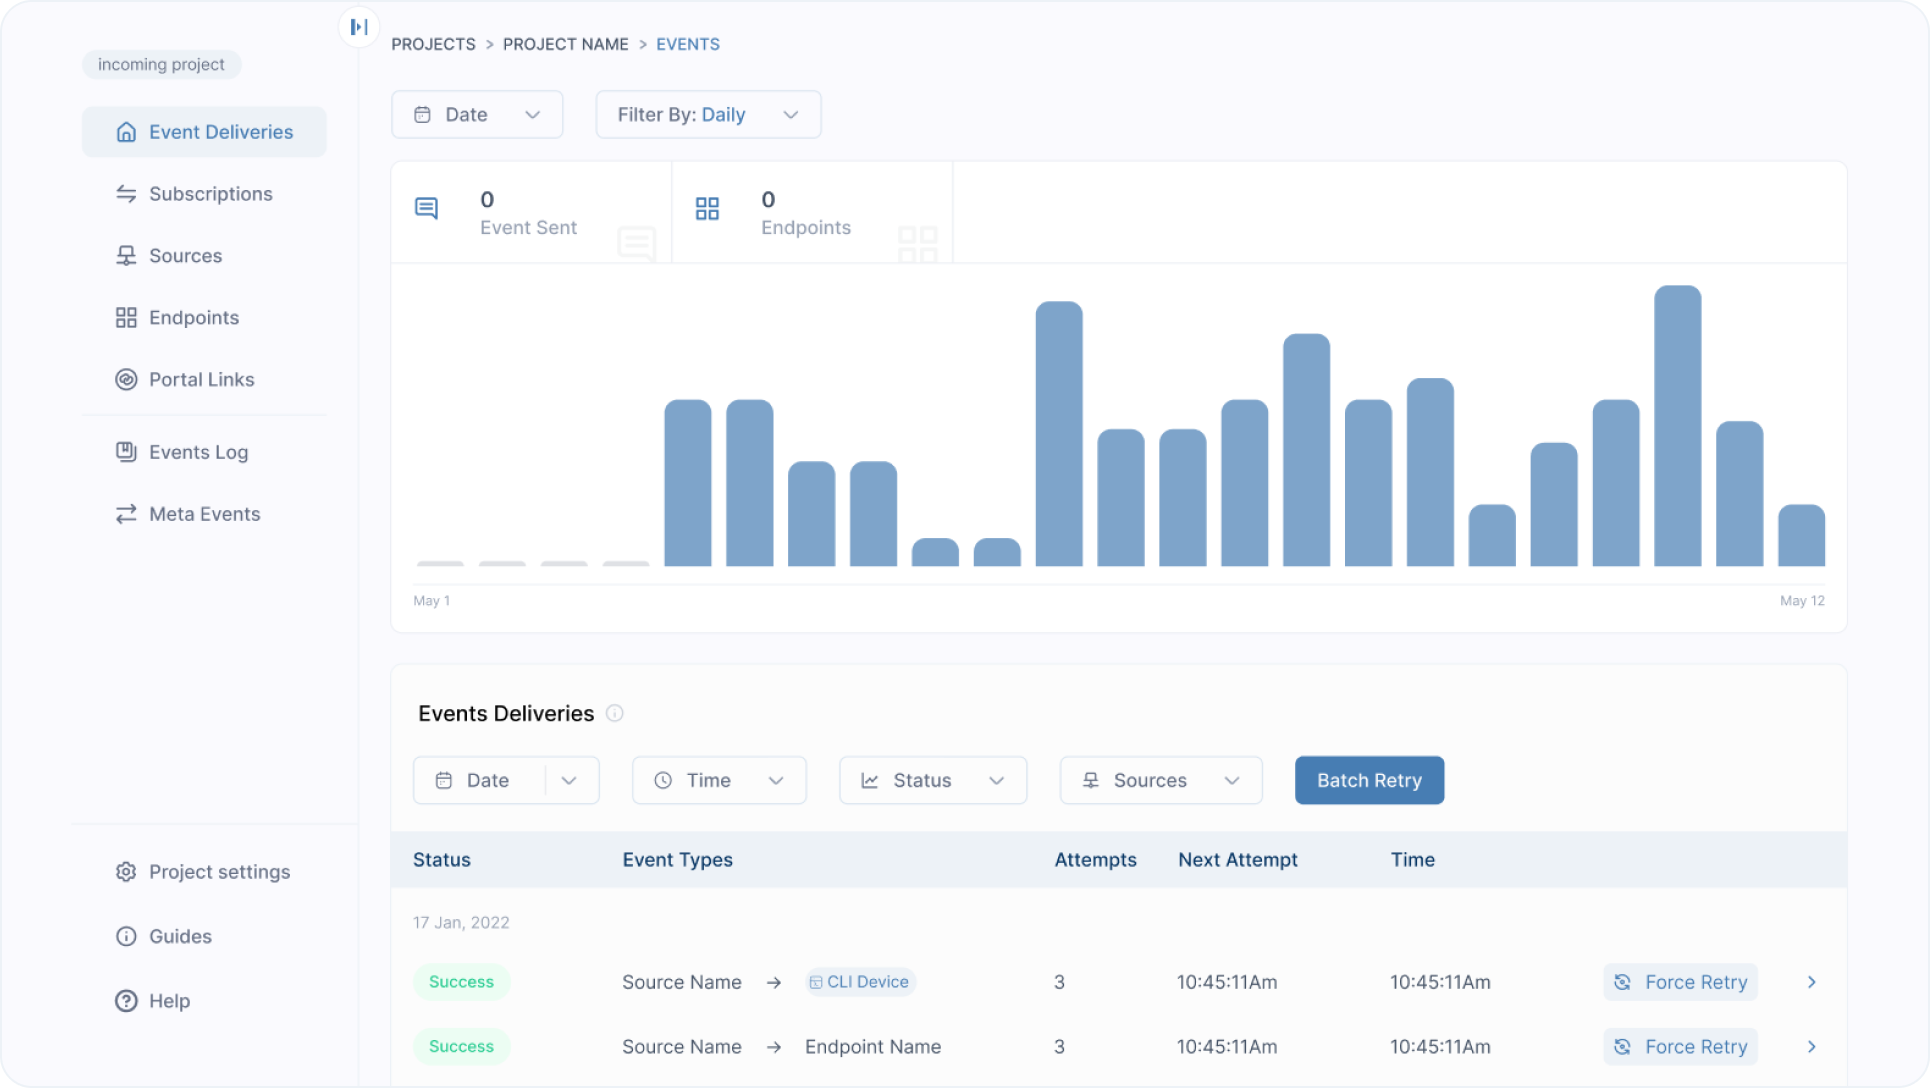 incoming project
Event Deliveries
Subscriptions
Sources
Endpoints
Portal Links
Events Log
Meta Events
Project settings
Guides
Help
PROJECTS > PROJECT NAME > EVENTS
Date
Filter By: Daily
0
Event Sent
0
Endpoints
May 1
May 12
Events Deliveries
Date
Time
Status
Sources
Batch Retry
Status Event Types Attempts Next Attempt Time
17 Jan, 2022
Success Source Name → CLI Device 3 10:45:11Am 10:45:11Am Force Retry >
Success Source Name → Endpoint Name 3 10:45:11Am 10:45:11Am Force Retry >